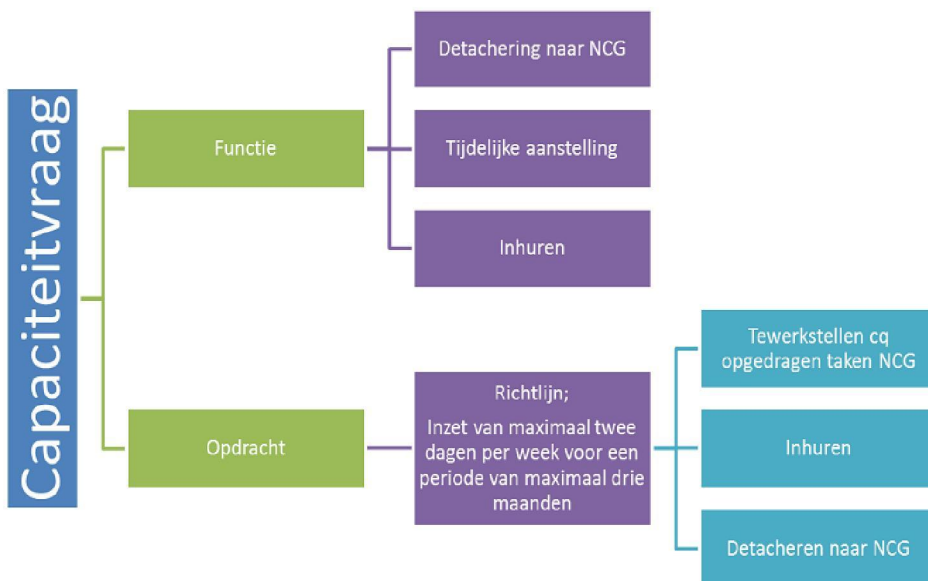 Capaciteitvraag
Functie
Detachering naar NCG
Tijdelijke aanstelling
Inhuren
Opdracht
Richtlijn;
Inzet van maximaal twee
dagen per week voor een
periode van maximaal drie
maanden
Tewerkstellen cq
opgedragen taken NCG
Inhuren
Detacheren naar NCG